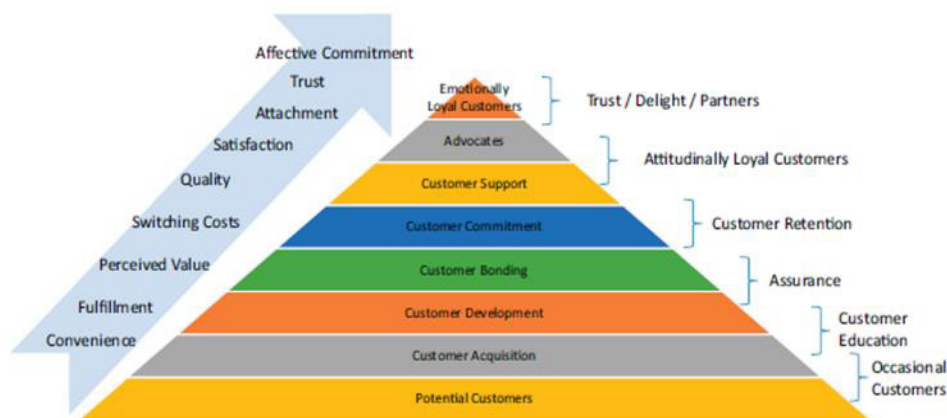 Affective Commitment
Trust
Attachment
Satisfaction
Quality
Switching Costs
Perceived Value
Fulfillment
Convenience
Emotionally
Loyal Customers
Advocates
Customer Support
Customer Commitment
Customer Bonding
Customer Development
Customer Acquisition
Potential Customers
Trust / Delight / Partners
Attitudinally Loyal Customers
Customer Retention
Assurance
Customer
Education
Occasional
Customers